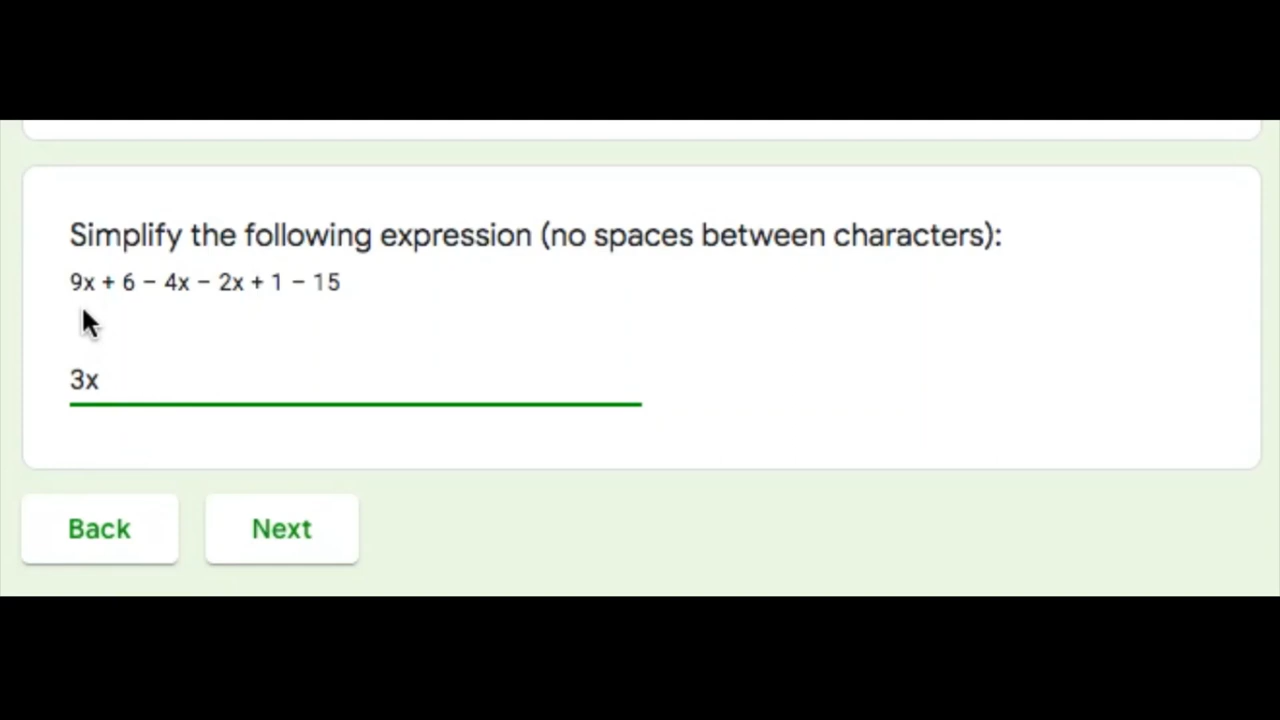 Simplify the following expression (no spaces between characters):
9x + 6 − 4x − 2x + 1 − 15
3x
Back Next